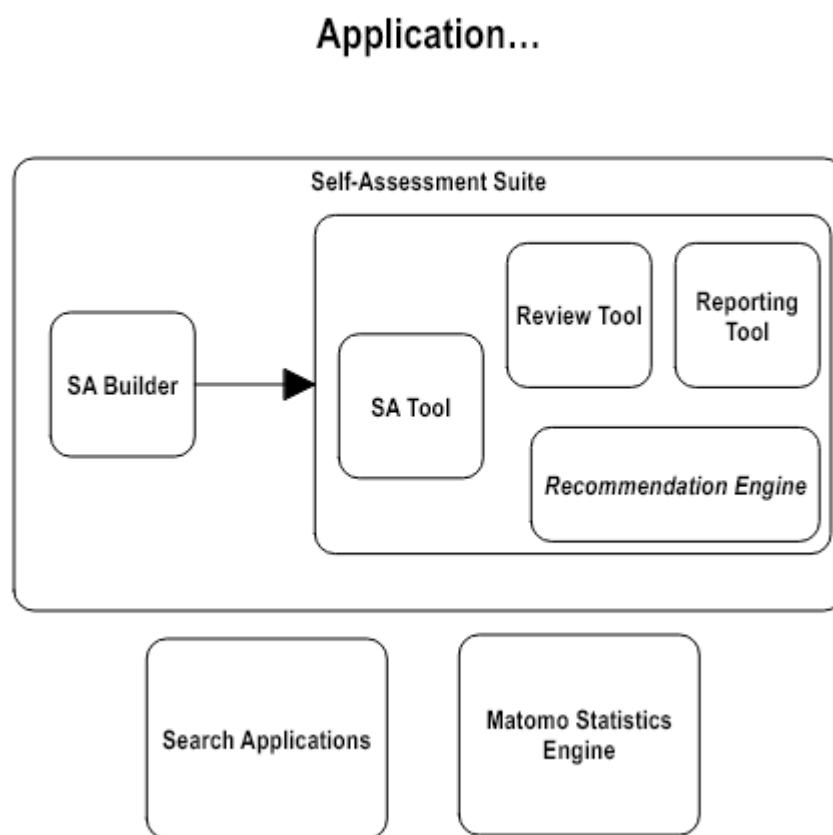 Application...
Self-Assessment Suite
SA Builder
SA Tool
Review Tool
Reporting
Tool
Recommendation Engine
Search Applications
Matomo Statistics
Engine